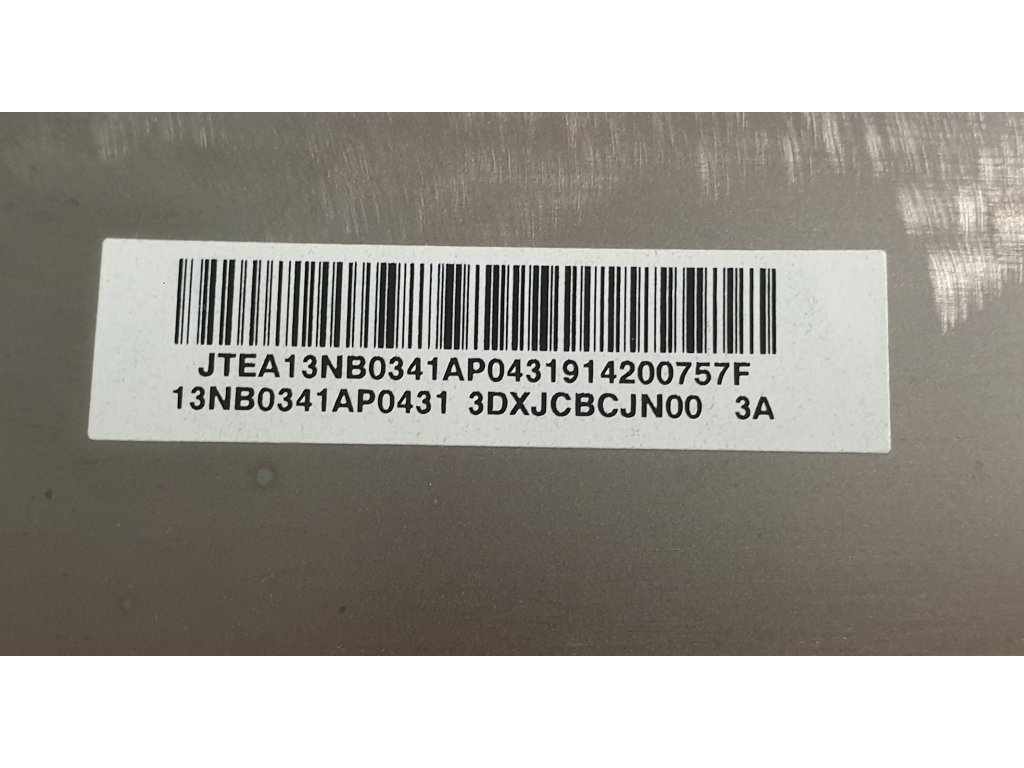 JTEA13NB0341AP0431914200757F
13NB0341AP0431 3DXJCBCJN00 3A